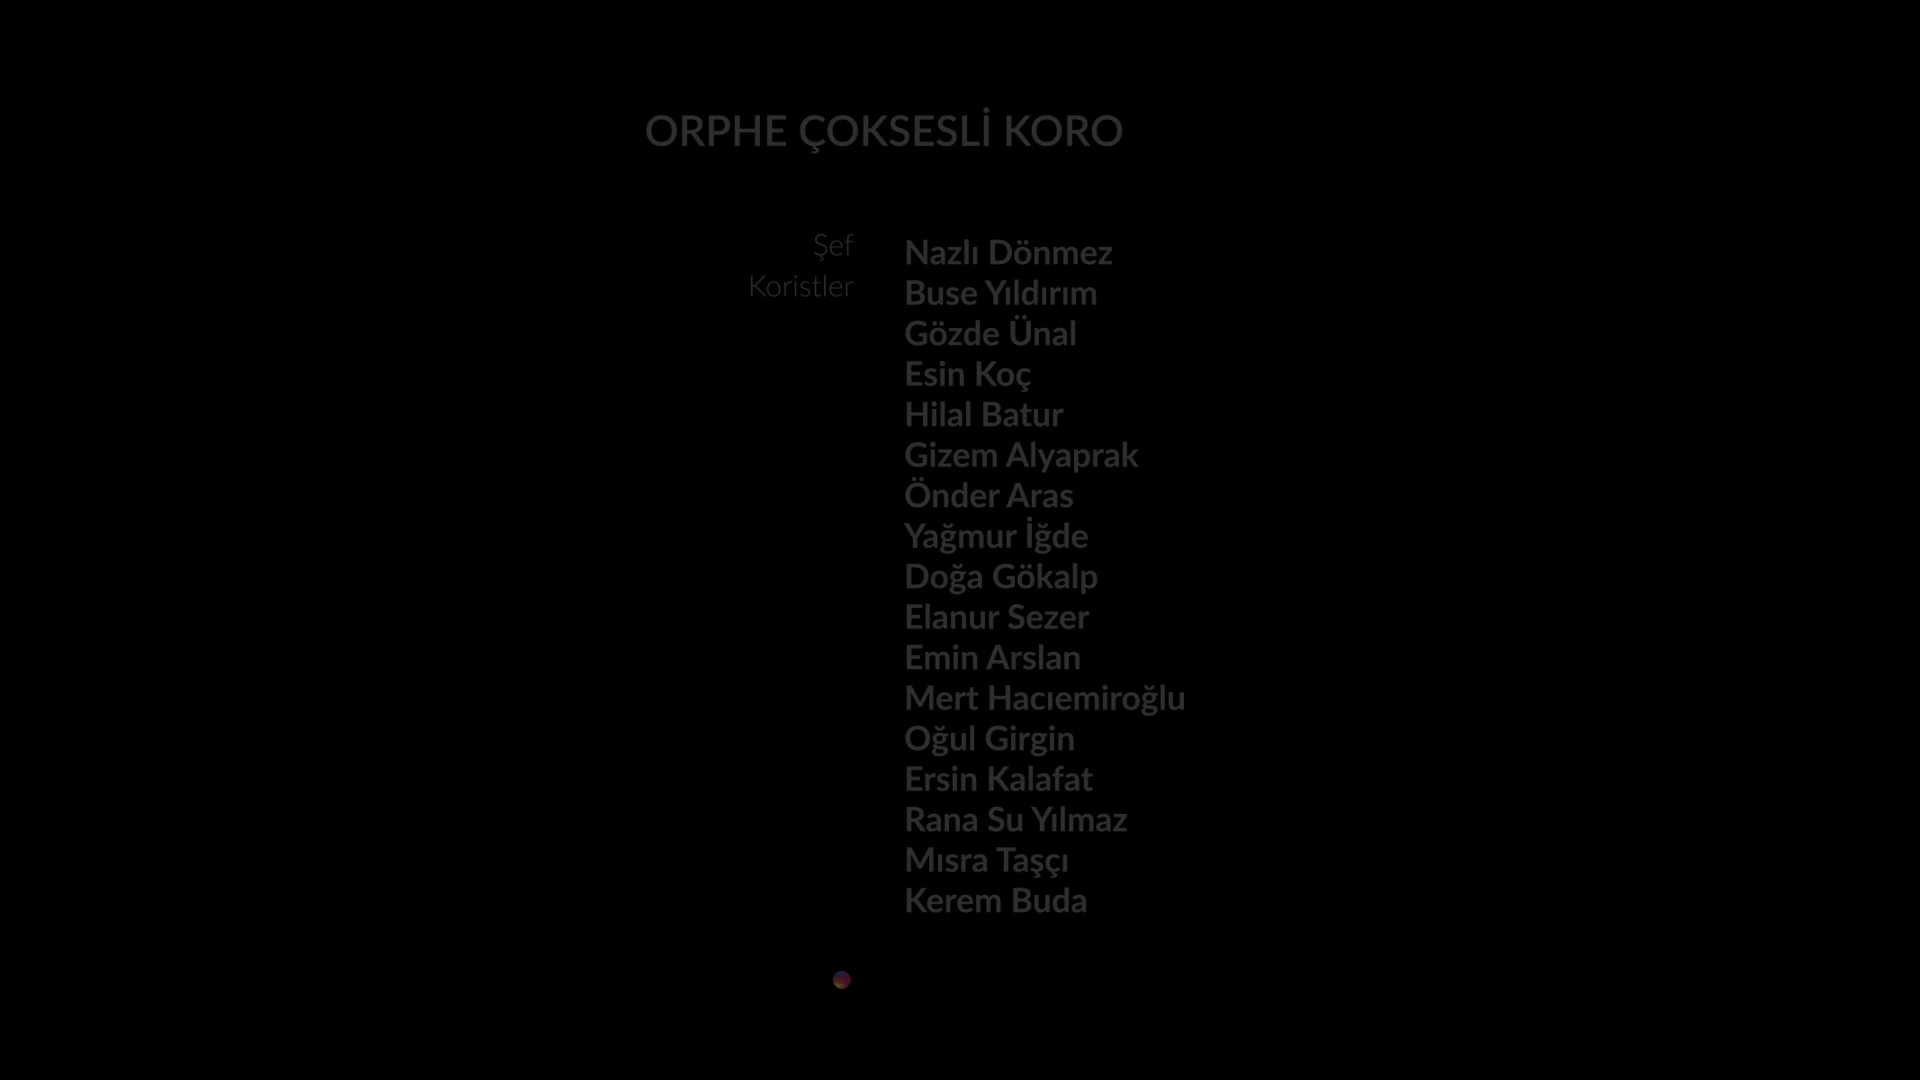 ORPHE ÇOKSESLİ KORO
Şef Nazlı Dönmez
Koristler Buse Yıldırım
Gözde Ünal
Esin Koç
Hilal Batur
Gizem Alyaprak
Önder Aras
Yağmur İğde
Doğa Gökalp
Elanur Sezer
Emin Arslan
Mert Hacıemiroğlu
Oğul Girgin
Ersin Kalafat
Rana Su Yılmaz
Mısra Taşçı
Kerem Buda